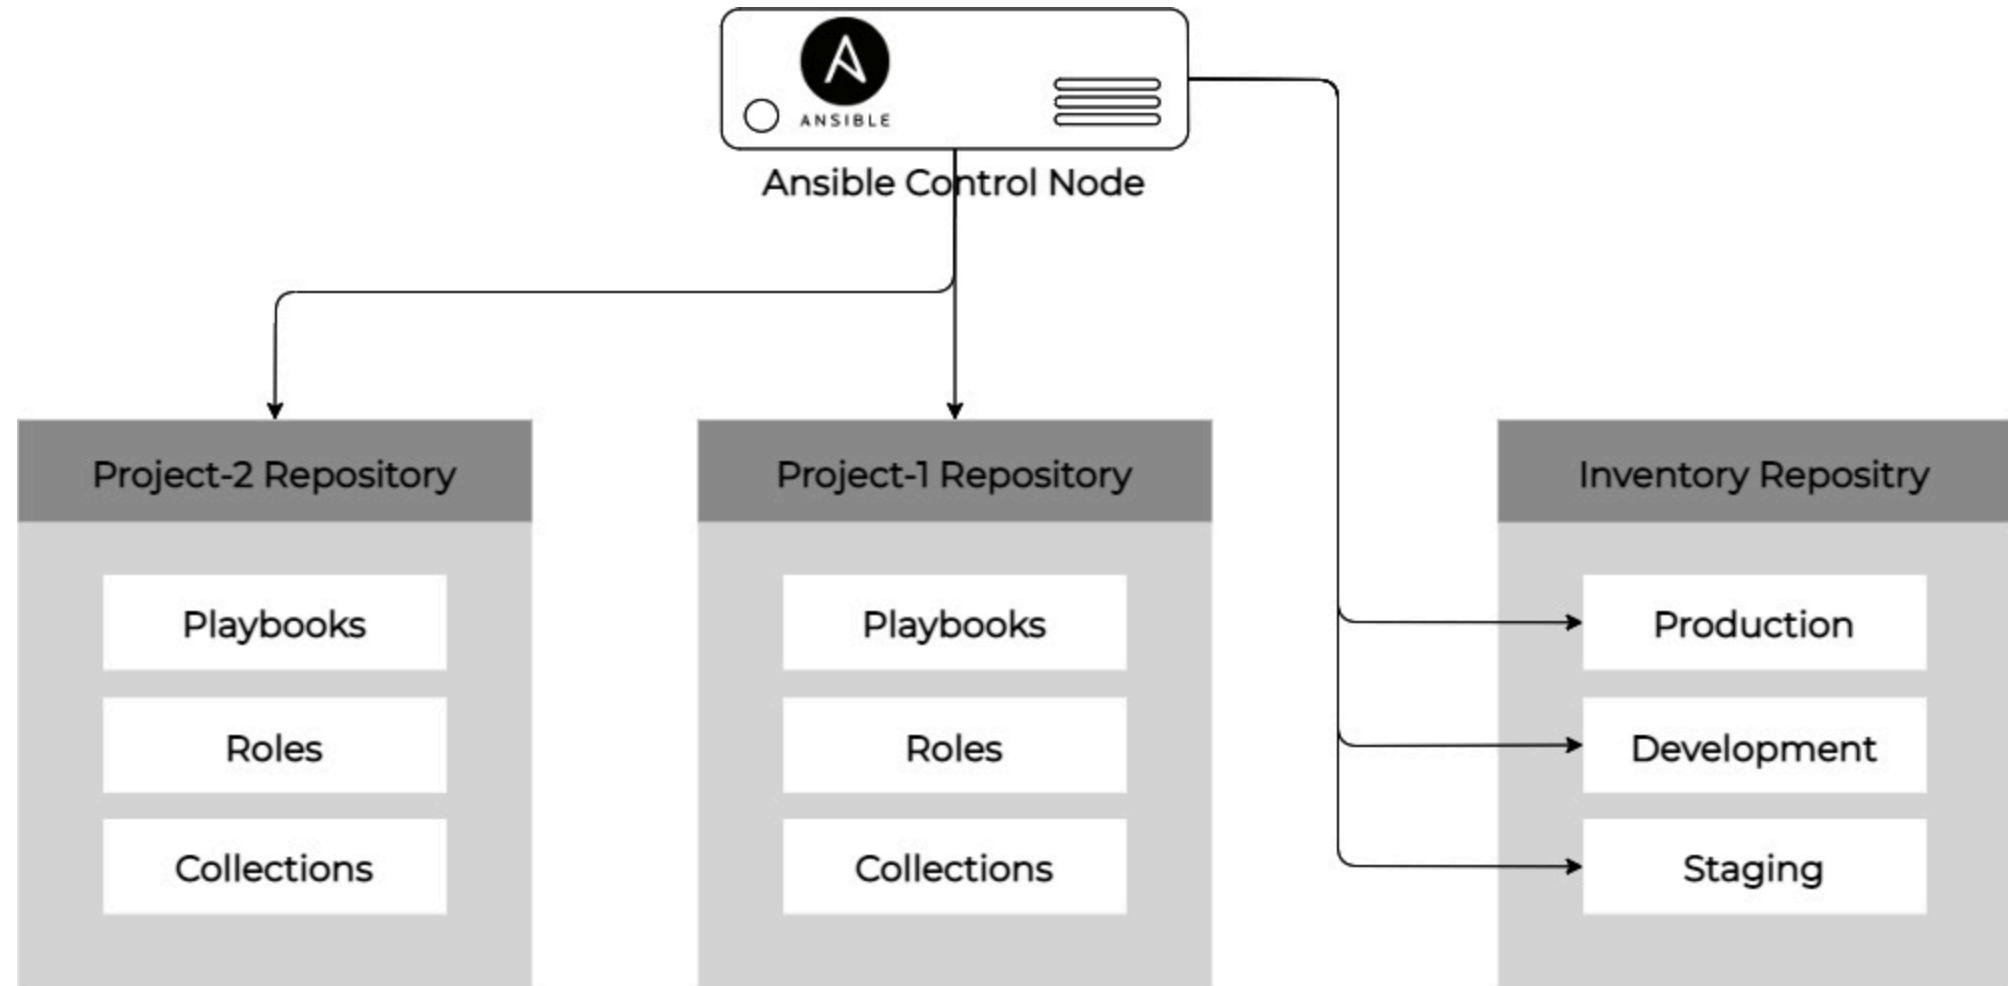 ANSIBLE
Ansible Control Node
Project-2 Repository
Playbooks
Roles
Collections
Project-1 Repository
Playbooks
Roles
Collections
Inventory Repositry
Production
Development
Staging